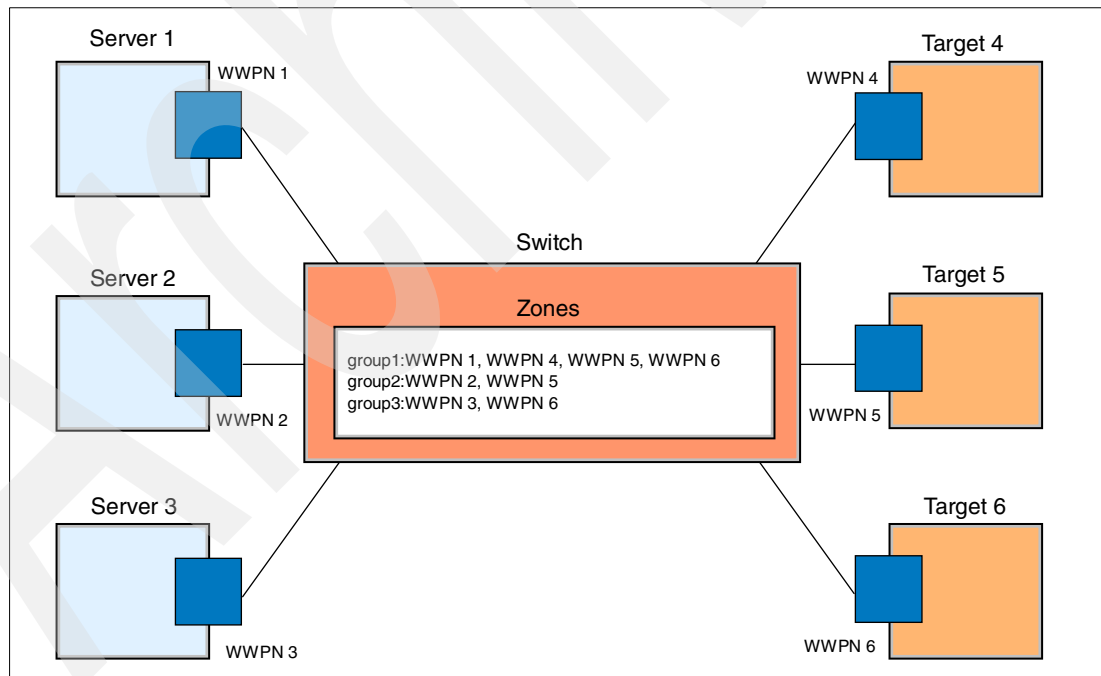 Server 1
WWPN 1
Target 4
WWPN 4
Switch
Server 2
WWPN 2
Zones
group1:WWPN 1, WWPN 4, WWPN 5, WWPN 6
group2:WWPN 2, WWPN 5
group3:WWPN 3, WWPN 6
Target 5
WWPN 5
Server 3
WWPN 3
Target 6
WWPN 6